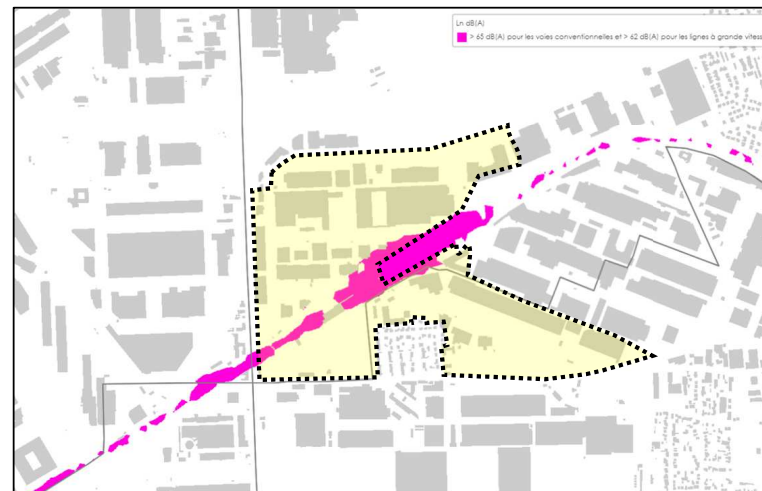 Ln dB(A)
> 65 dB(A) pour les voies conventionnelles et > 62 dB(A) pour les lignes à grande vitess